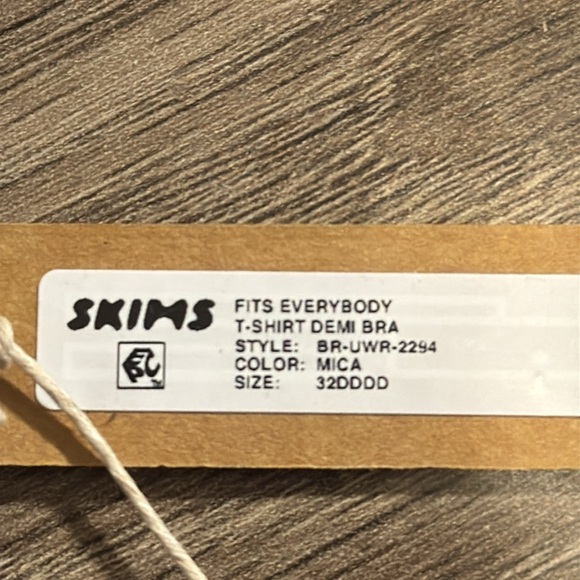 SKIMS
FITS EVERYBODY
T-SHIRT DEMI BRA
STYLE: BR-UWR-2294
COLOR: MICA
SIZE: 32DDDD